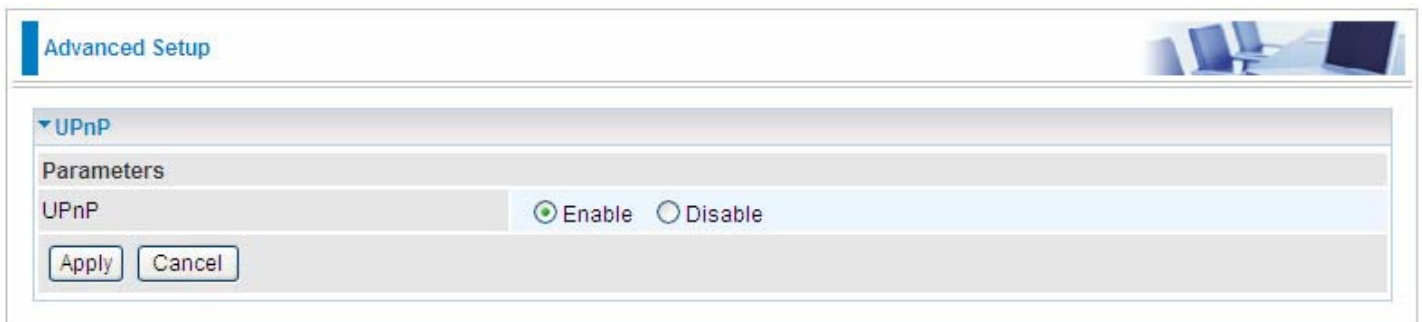 Advanced Setup
UPnP
Parameters
UPnP Enable Disable
Apply Cancel